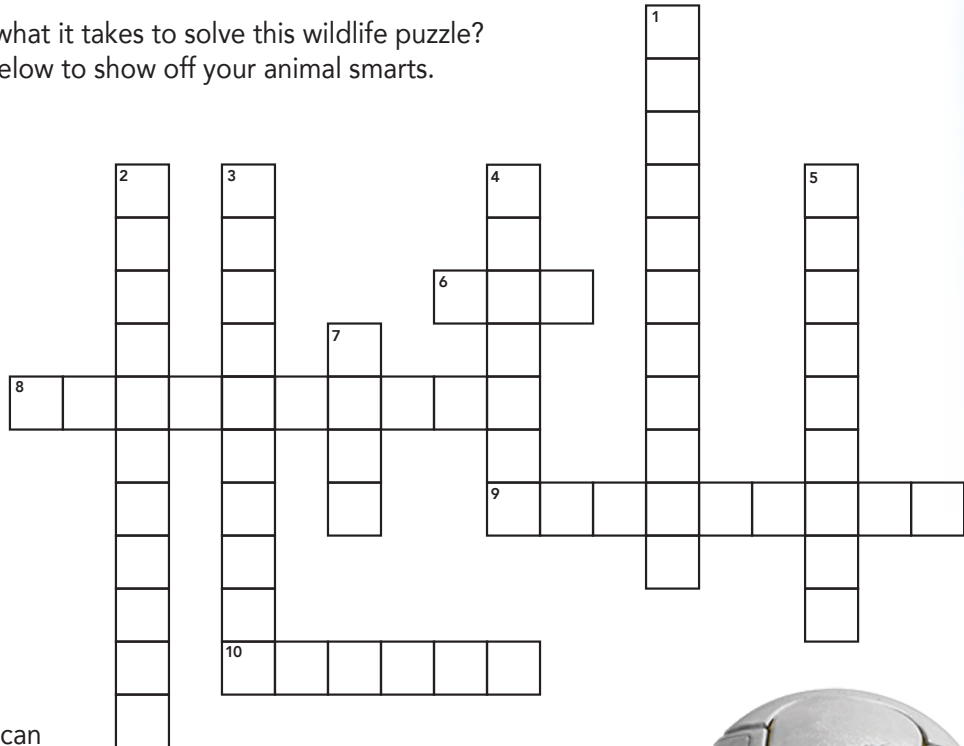 what it takes to solve this wildlife puzzle?
elow to show off your animal smarts.
1
2 3 4 5
6
7
8
9
10
can